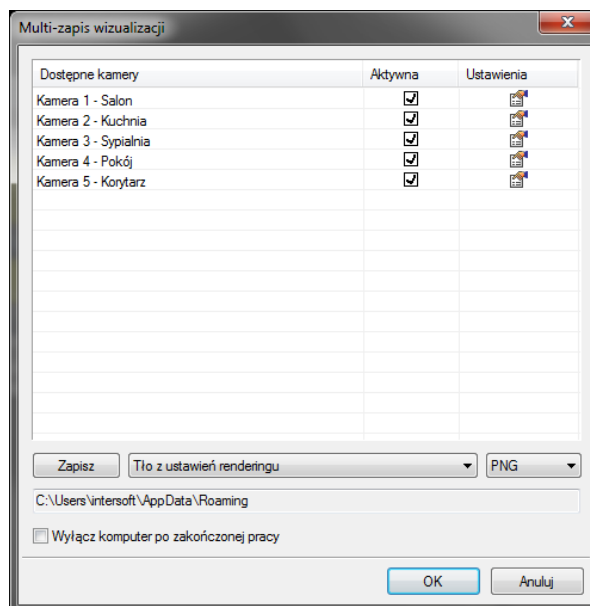 Multi-zapis wizualizacji
Dostępne kamery Aktywna Ustawienia
Kamera 1 - Salon
Kamera 2 - Kuchnia
Kamera 3 - Sypialnia
Kamera 4 - Pokój
Kamera 5 - Korytarz
Zapisz Tło z ustawień renderingu PNG
C:\Users\intersoft\AppData\Roaming
Wyłącz komputer po zakończonej pracy
OK Anuluj